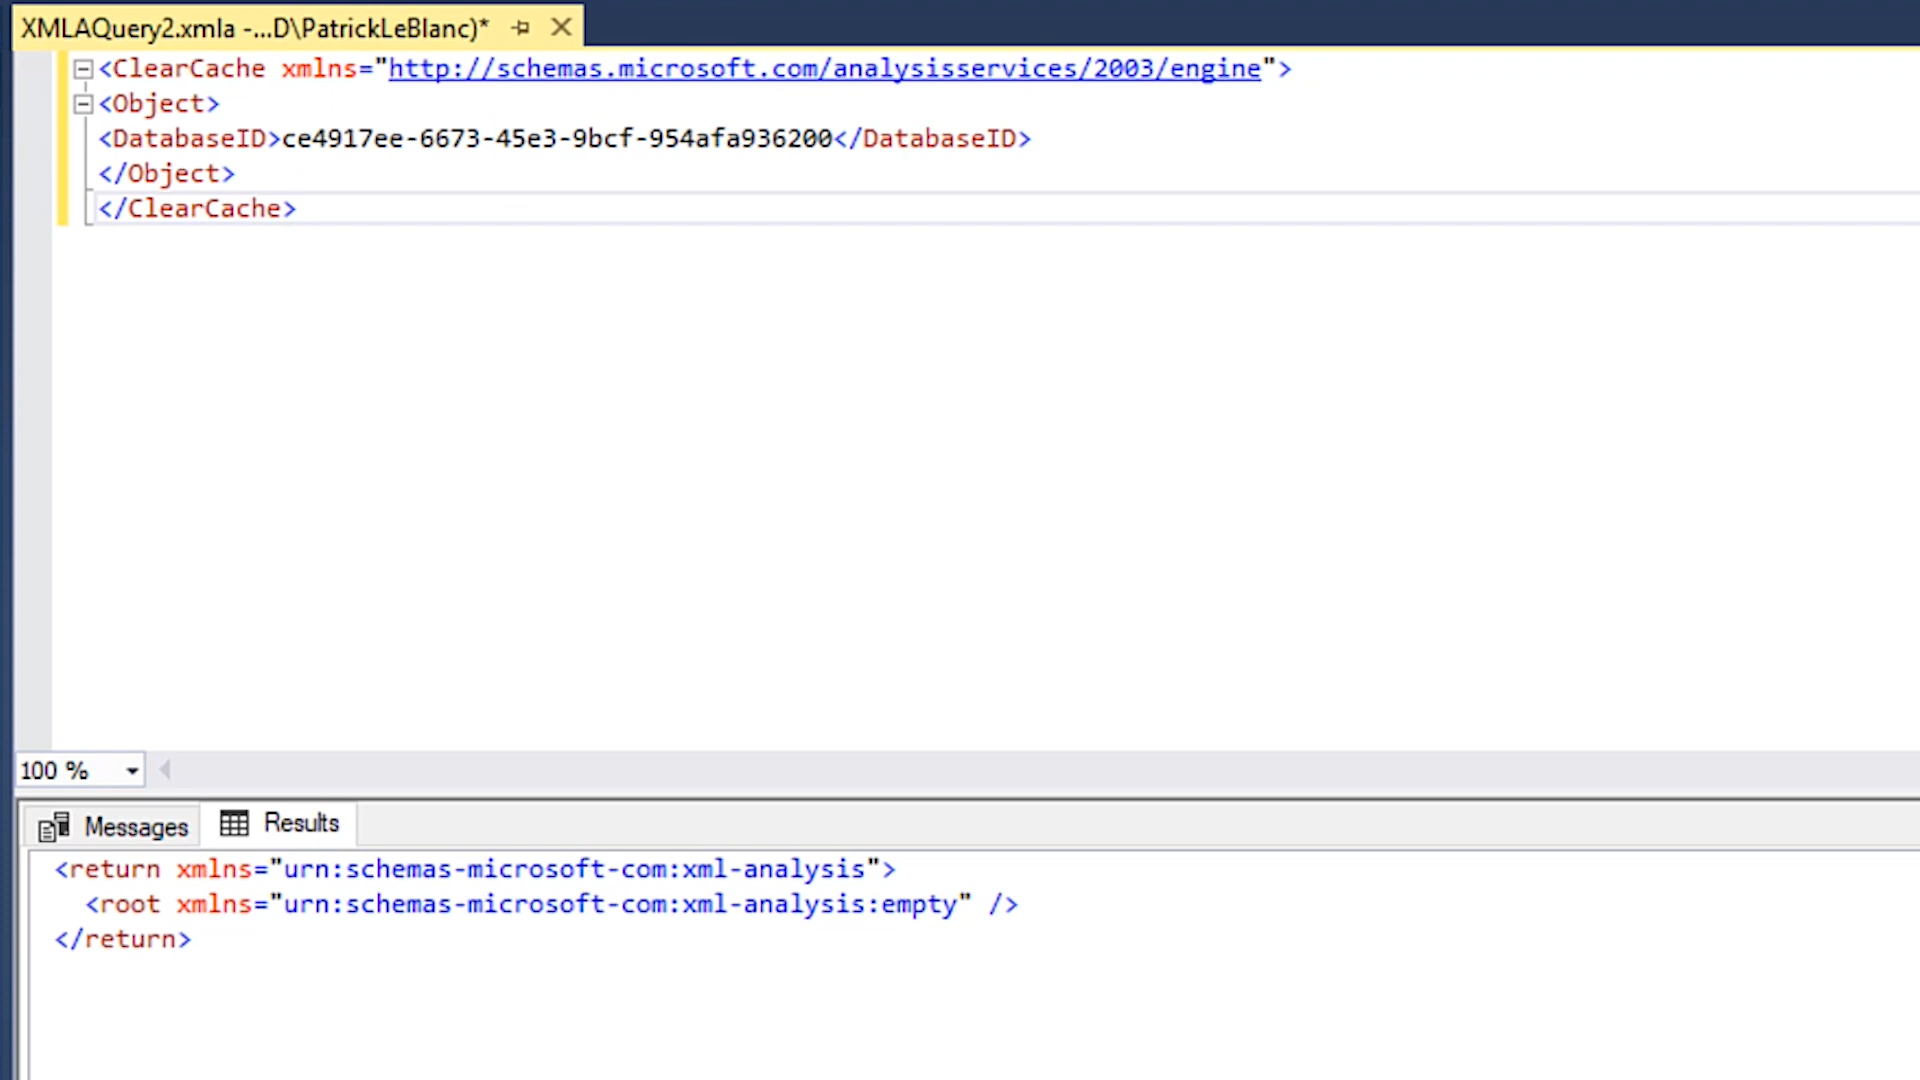 XMLAQuery2.xmla -...D\PatrickLeBlanc)*
<ClearCache xmlns="http://schemas.microsoft.com/analysisservices/2003/engine">
<Object>
<DatabaseID>ce4917ee-6673-45e3-9bcf-954afa936200</DatabaseID>
</Object>
</ClearCache>
100 %
Messages Results
<return xmlns="urn:schemas-microsoft-com:xml-analysis">
<root xmlns="urn:schemas-microsoft-com:xml-analysis:empty" />
</return>